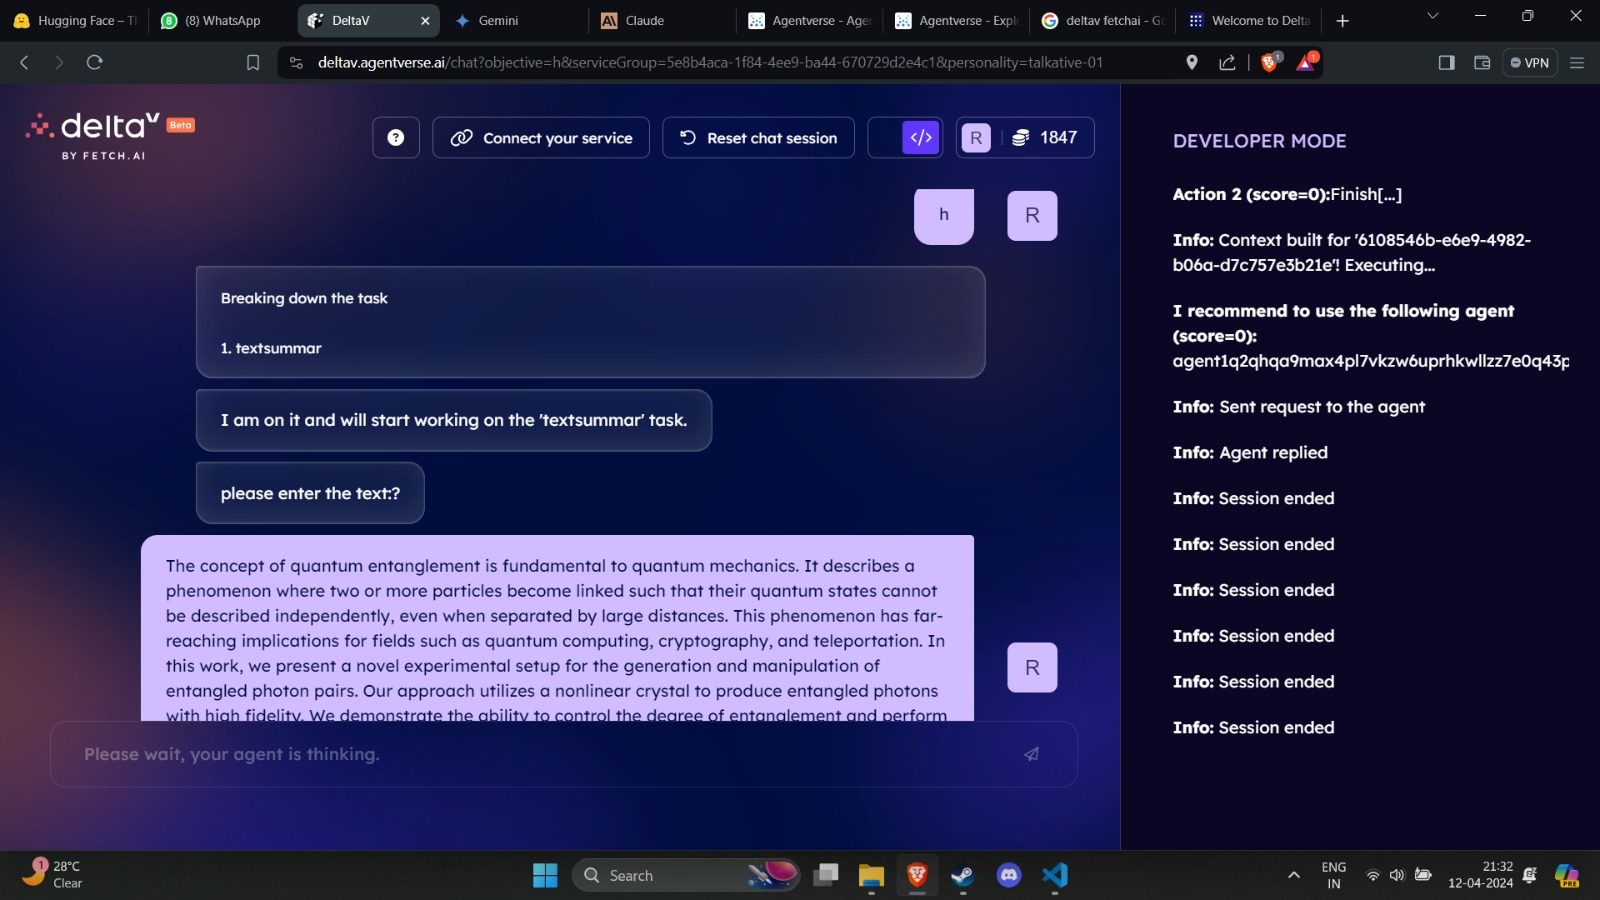 Hugging Face – Th
(8) WhatsApp
DeltaV
Gemini
Claude
Agentverse - Agen
Agentverse - Explo
deltav fetchai - Go
Welcome to Delta
deltav.agentverse.ai/chat?objective=h&serviceGroup=5e8b4aca-1f84-4ee9-ba44-670729d2e4c1&personality=talkative-01
1
1
VPN
deltaV Beta
BY FETCH.AI
?
Connect your service
Reset chat session
</>
R
1847
h
R
Breaking down the task
1. textsummar
I am on it and will start working on the 'textsummar' task.
please enter the text:?
The concept of quantum entanglement is fundamental to quantum mechanics. It describes a
phenomenon where two or more particles become linked such that their quantum states cannot
be described independently, even when separated by large distances. This phenomenon has far-
reaching implications for fields such as quantum computing, cryptography, and teleportation. In
this work, we present a novel experimental setup for the generation and manipulation of
entangled photon pairs. Our approach utilizes a nonlinear crystal to produce entangled photons
with high fidelity. We demonstrate the ability to control the degree of entanglement and perform
R
Please wait, your agent is thinking.
DEVELOPER MODE
Action 2 (score=0):Finish[...]
Info: Context built for '6108546b-e6e9-4982-
b06a-d7c757e3b21e'! Executing...
I recommend to use the following agent
(score=0):
agent1q2qhqa9max4pl7vkzw6uprhkwllzz7e0q43p
Info: Sent request to the agent
Info: Agent replied
Info: Session ended
Info: Session ended
Info: Session ended
Info: Session ended
Info: Session ended
Info: Session ended
1
28°C
Clear
Search
ENG
IN
21:32
12-04-2024
PRE